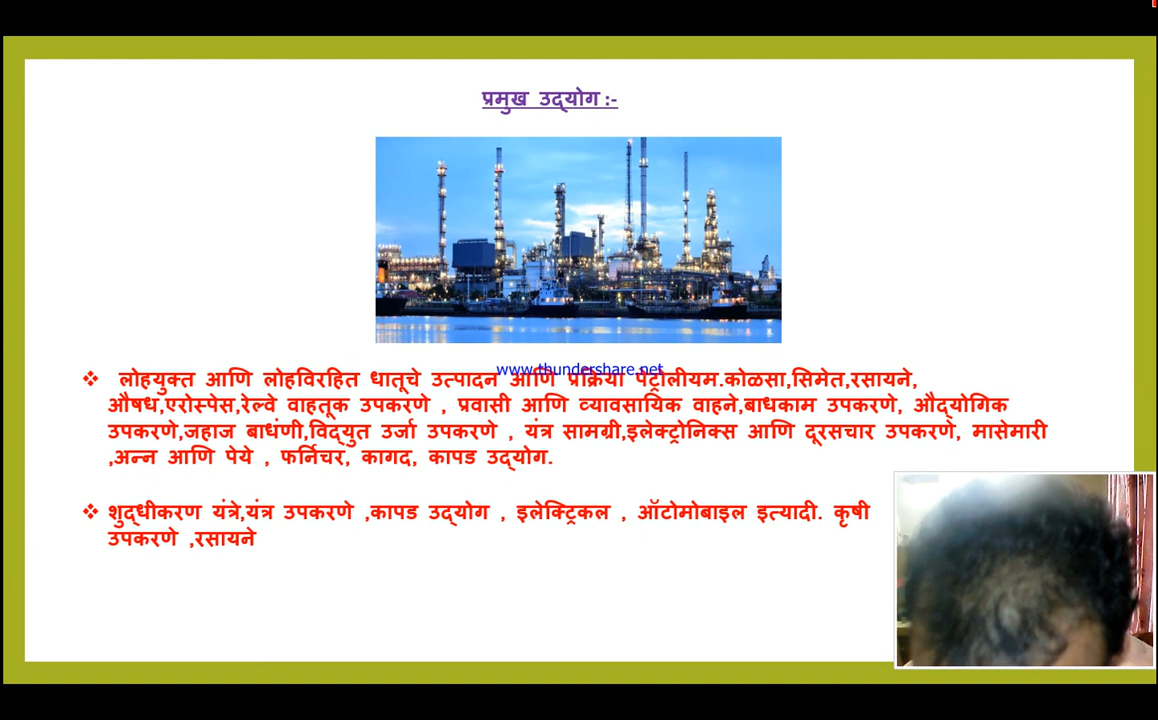 प्रमुख उद्योग :-
www.thundershare.net
❖ लोहयुक्त आणि लोहविरहित धातूचे उत्पादन आणि प्रक्रिया पेट्रोलीयम.कोळसा,सिमेत,रसायने,
औषध,एरोस्पेस,रेल्वे वाहतूक उपकरणे , प्रवासी आणि व्यावसायिक वाहने,बाधकाम उपकरणे, औद्योगिक
उपकरणे,जहाज बाधंणी,विद्युत उर्जा उपकरणे , यंत्र सामग्री,इलेक्ट्रोनिक्स आणि दूरसचार उपकरणे, मासेमारी
,अन्न आणि पेये , फर्निचर, कागद, कापड उद्योग.
❖ शुद्धीकरण यंत्रे,यंत्र उपकरणे ,कापड उद्योग , इलेक्ट्रिकल , ऑटोमोबाइल इत्यादी. कृषी
उपकरणे ,रसायने